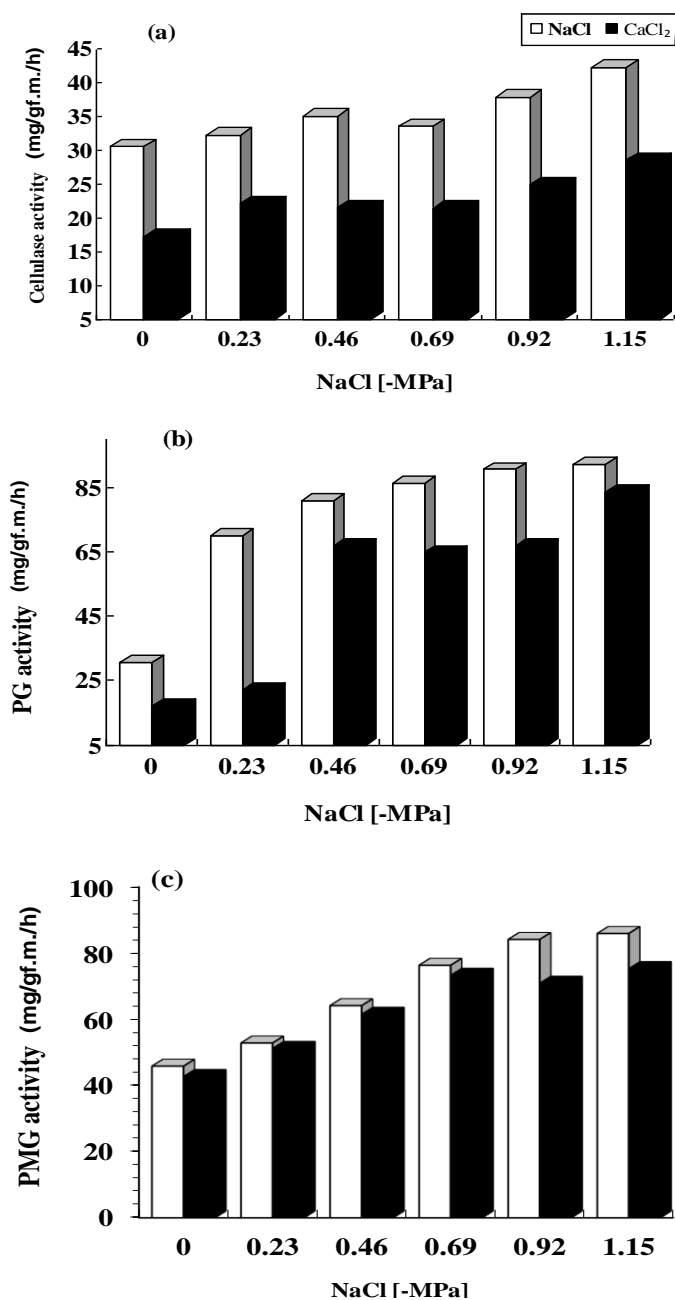 (a)
NaCl CaCl₂
Cellulase activity (mg/gf.m./h)
45
40
35
30
25
20
15
10
5
0 0.23 0.46 0.69 0.92 1.15
NaCl [-MPa]
(b)
PG activity (mg/gf.m./h)
85
65
45
25
5
0 0.23 0.46 0.69 0.92 1.15
NaCl [-MPa]
(c)
PMG activity (mg/gf.m./h)
100
80
60
40
20
0
0 0.23 0.46 0.69 0.92 1.15
NaCl [-MPa]